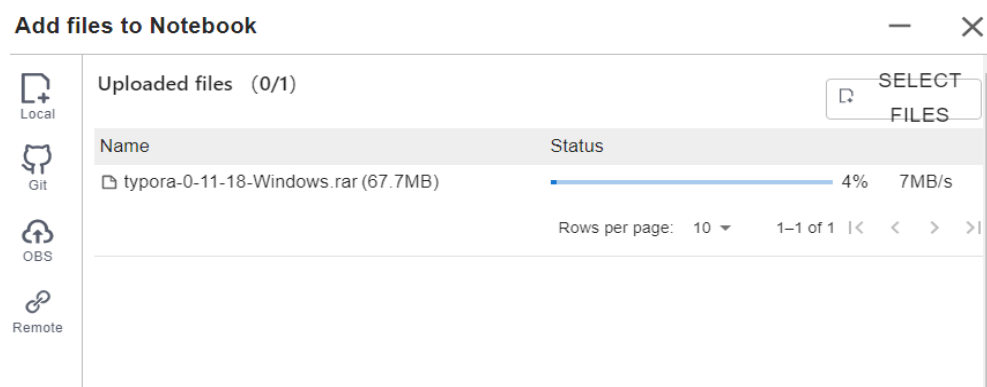 Add files to Notebook
Local
Git
OBS
Remote
Uploaded files (0/1)
SELECT
FILES
Name Status
typora-0-11-18-Windows.rar (67.7MB) 4% 7MB/s
Rows per page: 10 1–1 of 1